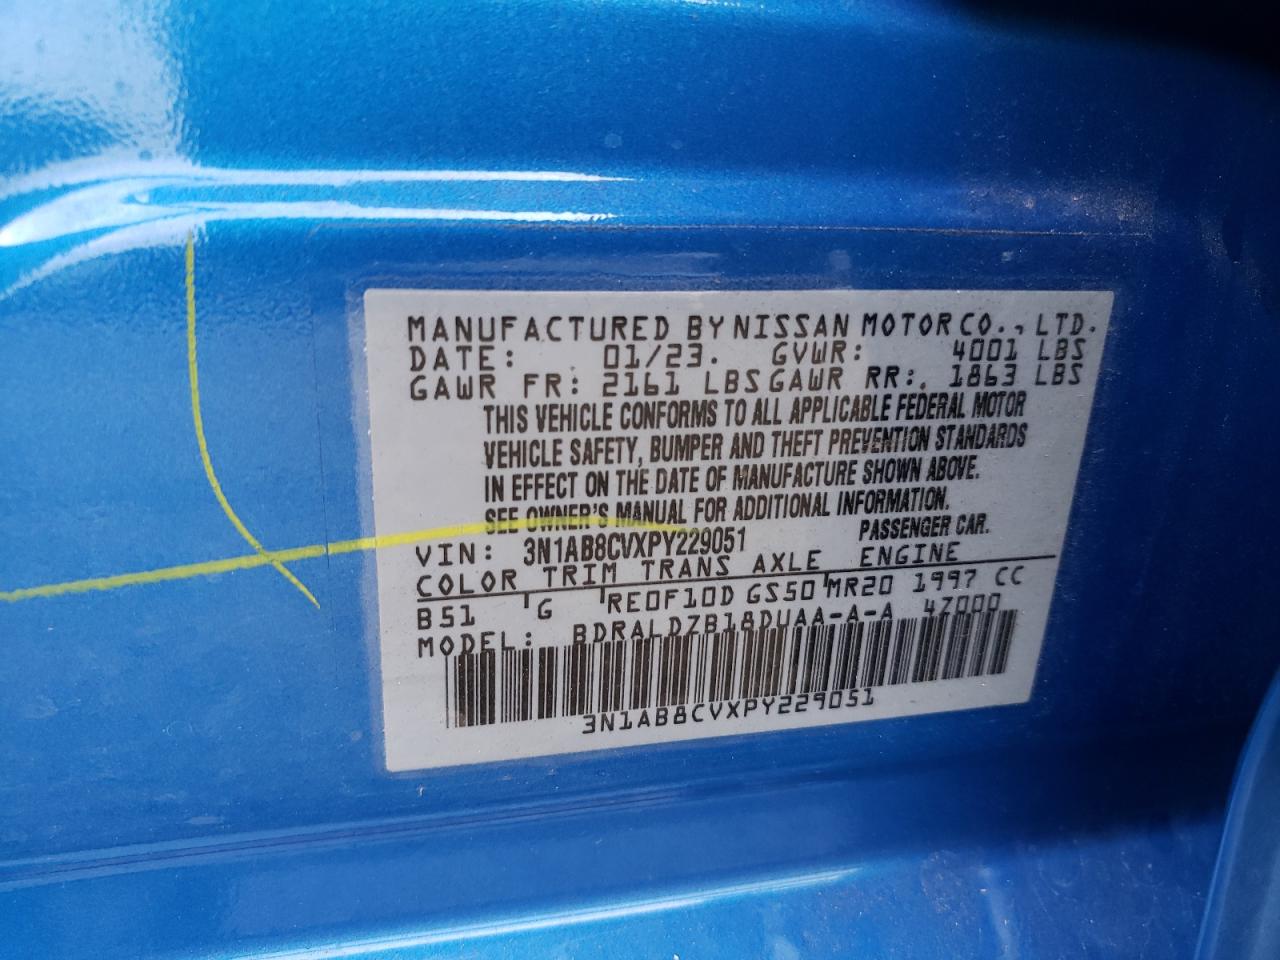 MANUFACTURED BY NISSAN MOTOR CO., LTD.
DATE: 01/23. GVWR: 4001 LBS
GAWR FR: 2161 LBS GAWR RR: 1863 LBS
THIS VEHICLE CONFORMS TO ALL APPLICABLE FEDERAL MOTOR
VEHICLE SAFETY, BUMPER AND THEFT PREVENTION STANDARDS
IN EFFECT ON THE DATE OF MANUFACTURE SHOWN ABOVE.
SEE OWNER'S MANUAL FOR ADDITIONAL INFORMATION.
VIN: 3N1AB8CVXPY229051 PASSENGER CAR.
COLOR TRIM TRANS AXLE ENGINE
B51 G RE0F10D GS50 MR20 1997 CC
MODEL: BDRALDZB18DUAA-A-A 47000
3N1AB8CVXPY229051